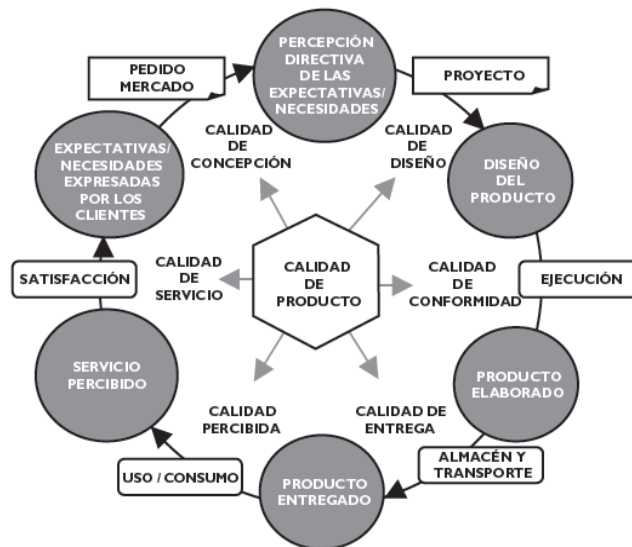 PERCEPCIÓN
DIRECTIVA
DE LAS
EXPECTATIVAS/
NECESIDADES
PEDIDO
MERCADO
PROYECTO
EXPECTATIVAS/
NECESIDADES
EXPRESADAS
POR LOS
CLIENTES
CALIDAD
DE
CONCEPCIÓN
CALIDAD
DE
DISEÑO
DISEÑO
DEL
PRODUCTO
SATISFACCIÓN
CALIDAD
DE
SERVICIO
CALIDAD
DE
PRODUCTO
CALIDAD
DE
CONFORMIDAD
EJECUCIÓN
SERVICIO
PERCIBIDO
CALIDAD
PERCIBIDA
CALIDAD DE
ENTREGA
PRODUCTO
ELABORADO
USO / CONSUMO
PRODUCTO
ENTREGADO
ALMACÉN Y
TRANSPORTE